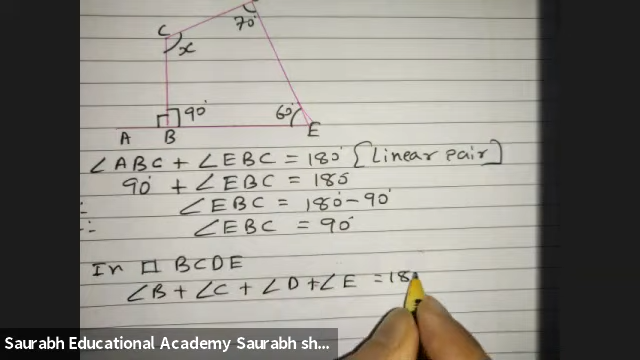 70°
C
x
90°
60°
A B E
∠ABC + ∠EBC = 180° [Linear pair]
90° + ∠EBC = 180
∴ ∠EBC = 180° - 90°
∴ ∠EBC = 90°
In □ BCDE
∠B + ∠C + ∠D + ∠E = 18
Saurabh Educational Academy Saurabh sh...